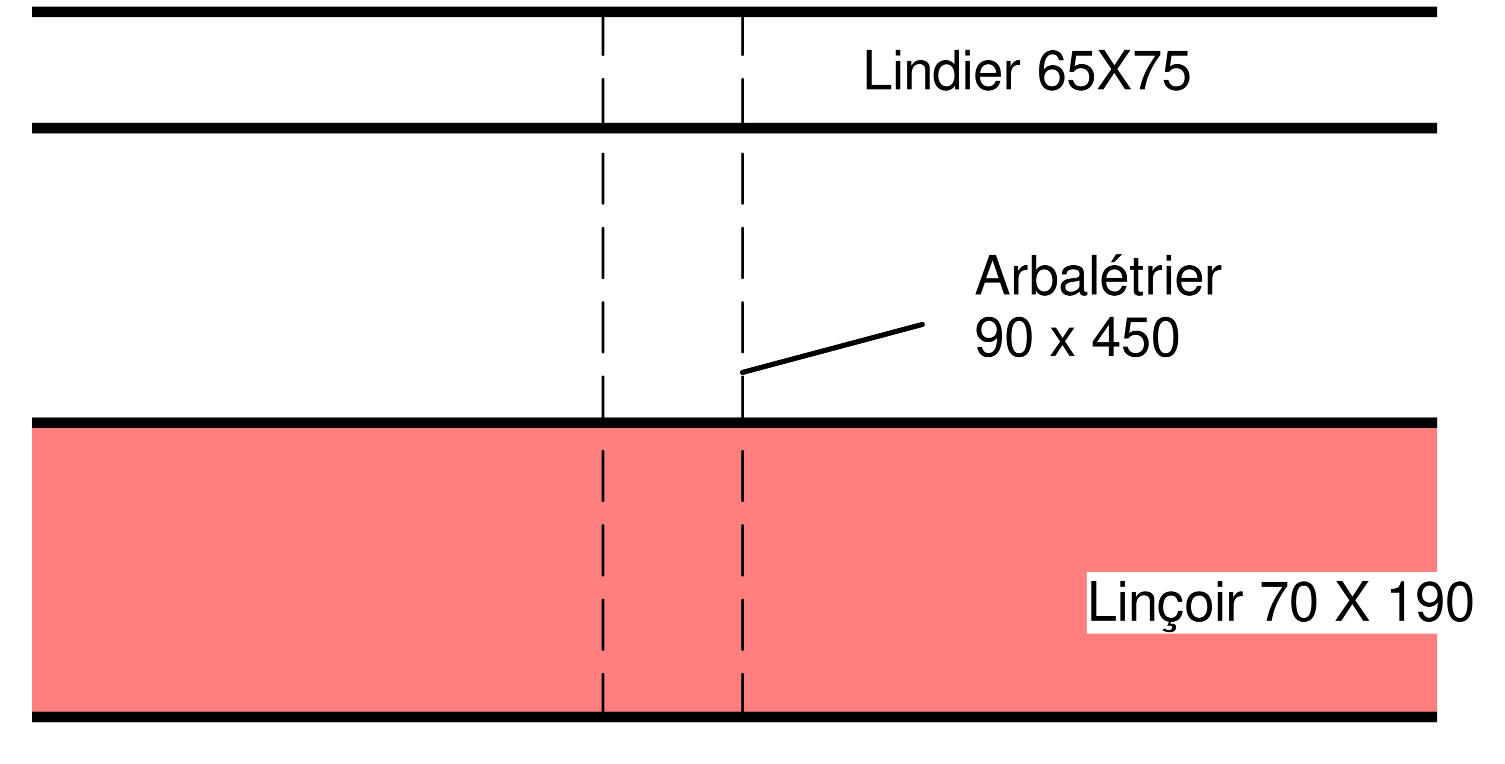 Lindier 65X75
Arbalétrier
90 x 450
Linçoir 70 X 190